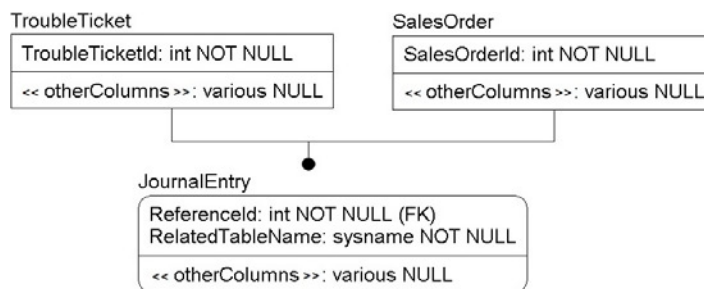 TroubleTicket
TroubleTicketId: int NOT NULL
<< otherColumns >>: various NULL
SalesOrder
SalesOrderId: int NOT NULL
<< otherColumns >>: various NULL
JournalEntry
ReferenceId: int NOT NULL (FK)
RelatedTableName: sysname NOT NULL
<< otherColumns >>: various NULL